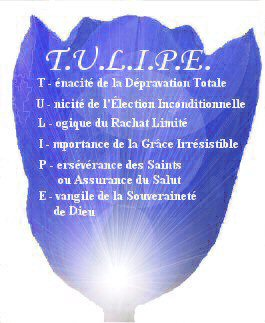 T.U.L.I.P.E.
T - énacité de la Dépravation Totale
U - nicité de l'Élection Inconditionnelle
L - ogique du Rachat Limité
I - mportance de la Grâce Irrésistible
P - ersévérance des Saints
ou Assurance du Salut
E - vangile de la Souveraineté
de Dieu